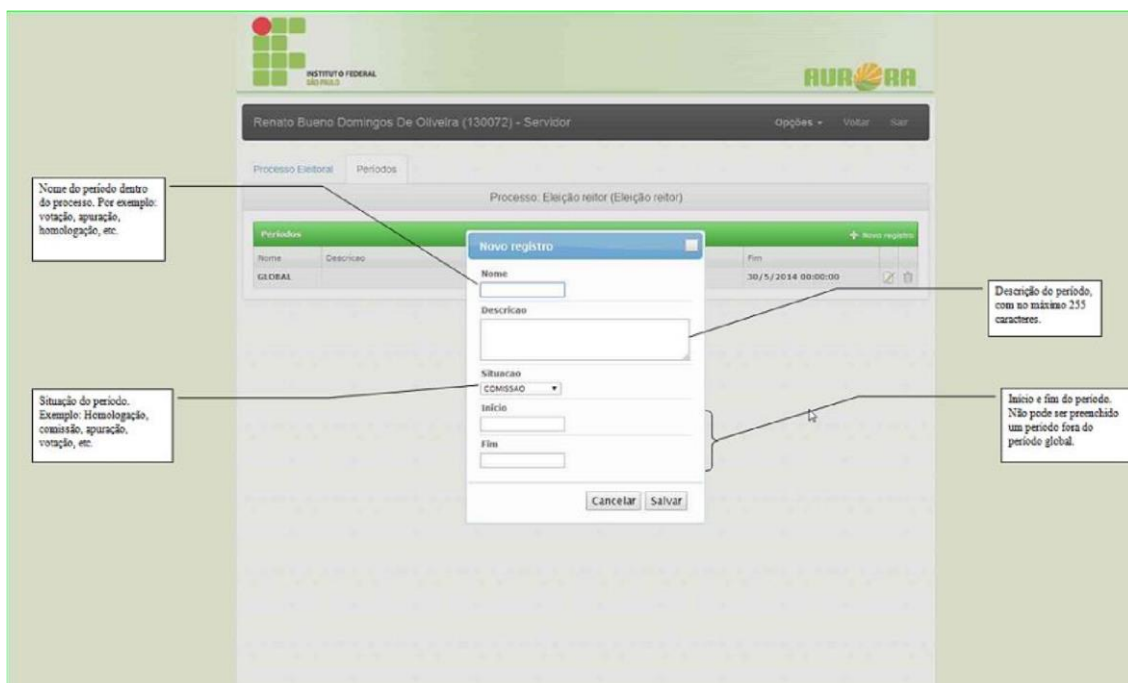 INSTITUTO FEDERAL
SÃO PAULO
AURORA
Renato Bueno Domingos De Oliveira (130072) - Servidor
Opções
Voltar
Sair
Processo Eleitoral
Períodos
Processo: Eleição reitor (Eleição reitor)
Nome do período dentro
do processo. Por exemplo:
votação, apuração,
homologação, etc.
Períodos
Novo registro
Nome
Descricao
Fim
GLOBAL
30/5/2014 00:00:00
Novo registro
Nome
Descricao
Situacao
COMISSAO
Início
Fim
Cancelar
Salvar
Descrição do período,
com no máximo 255
caracteres.
Situação do período.
Exemplo: Homologação,
comissão, apuração,
votação, etc.
Início e fim do período.
Não pode ser preenchido
um período fora do
período global.